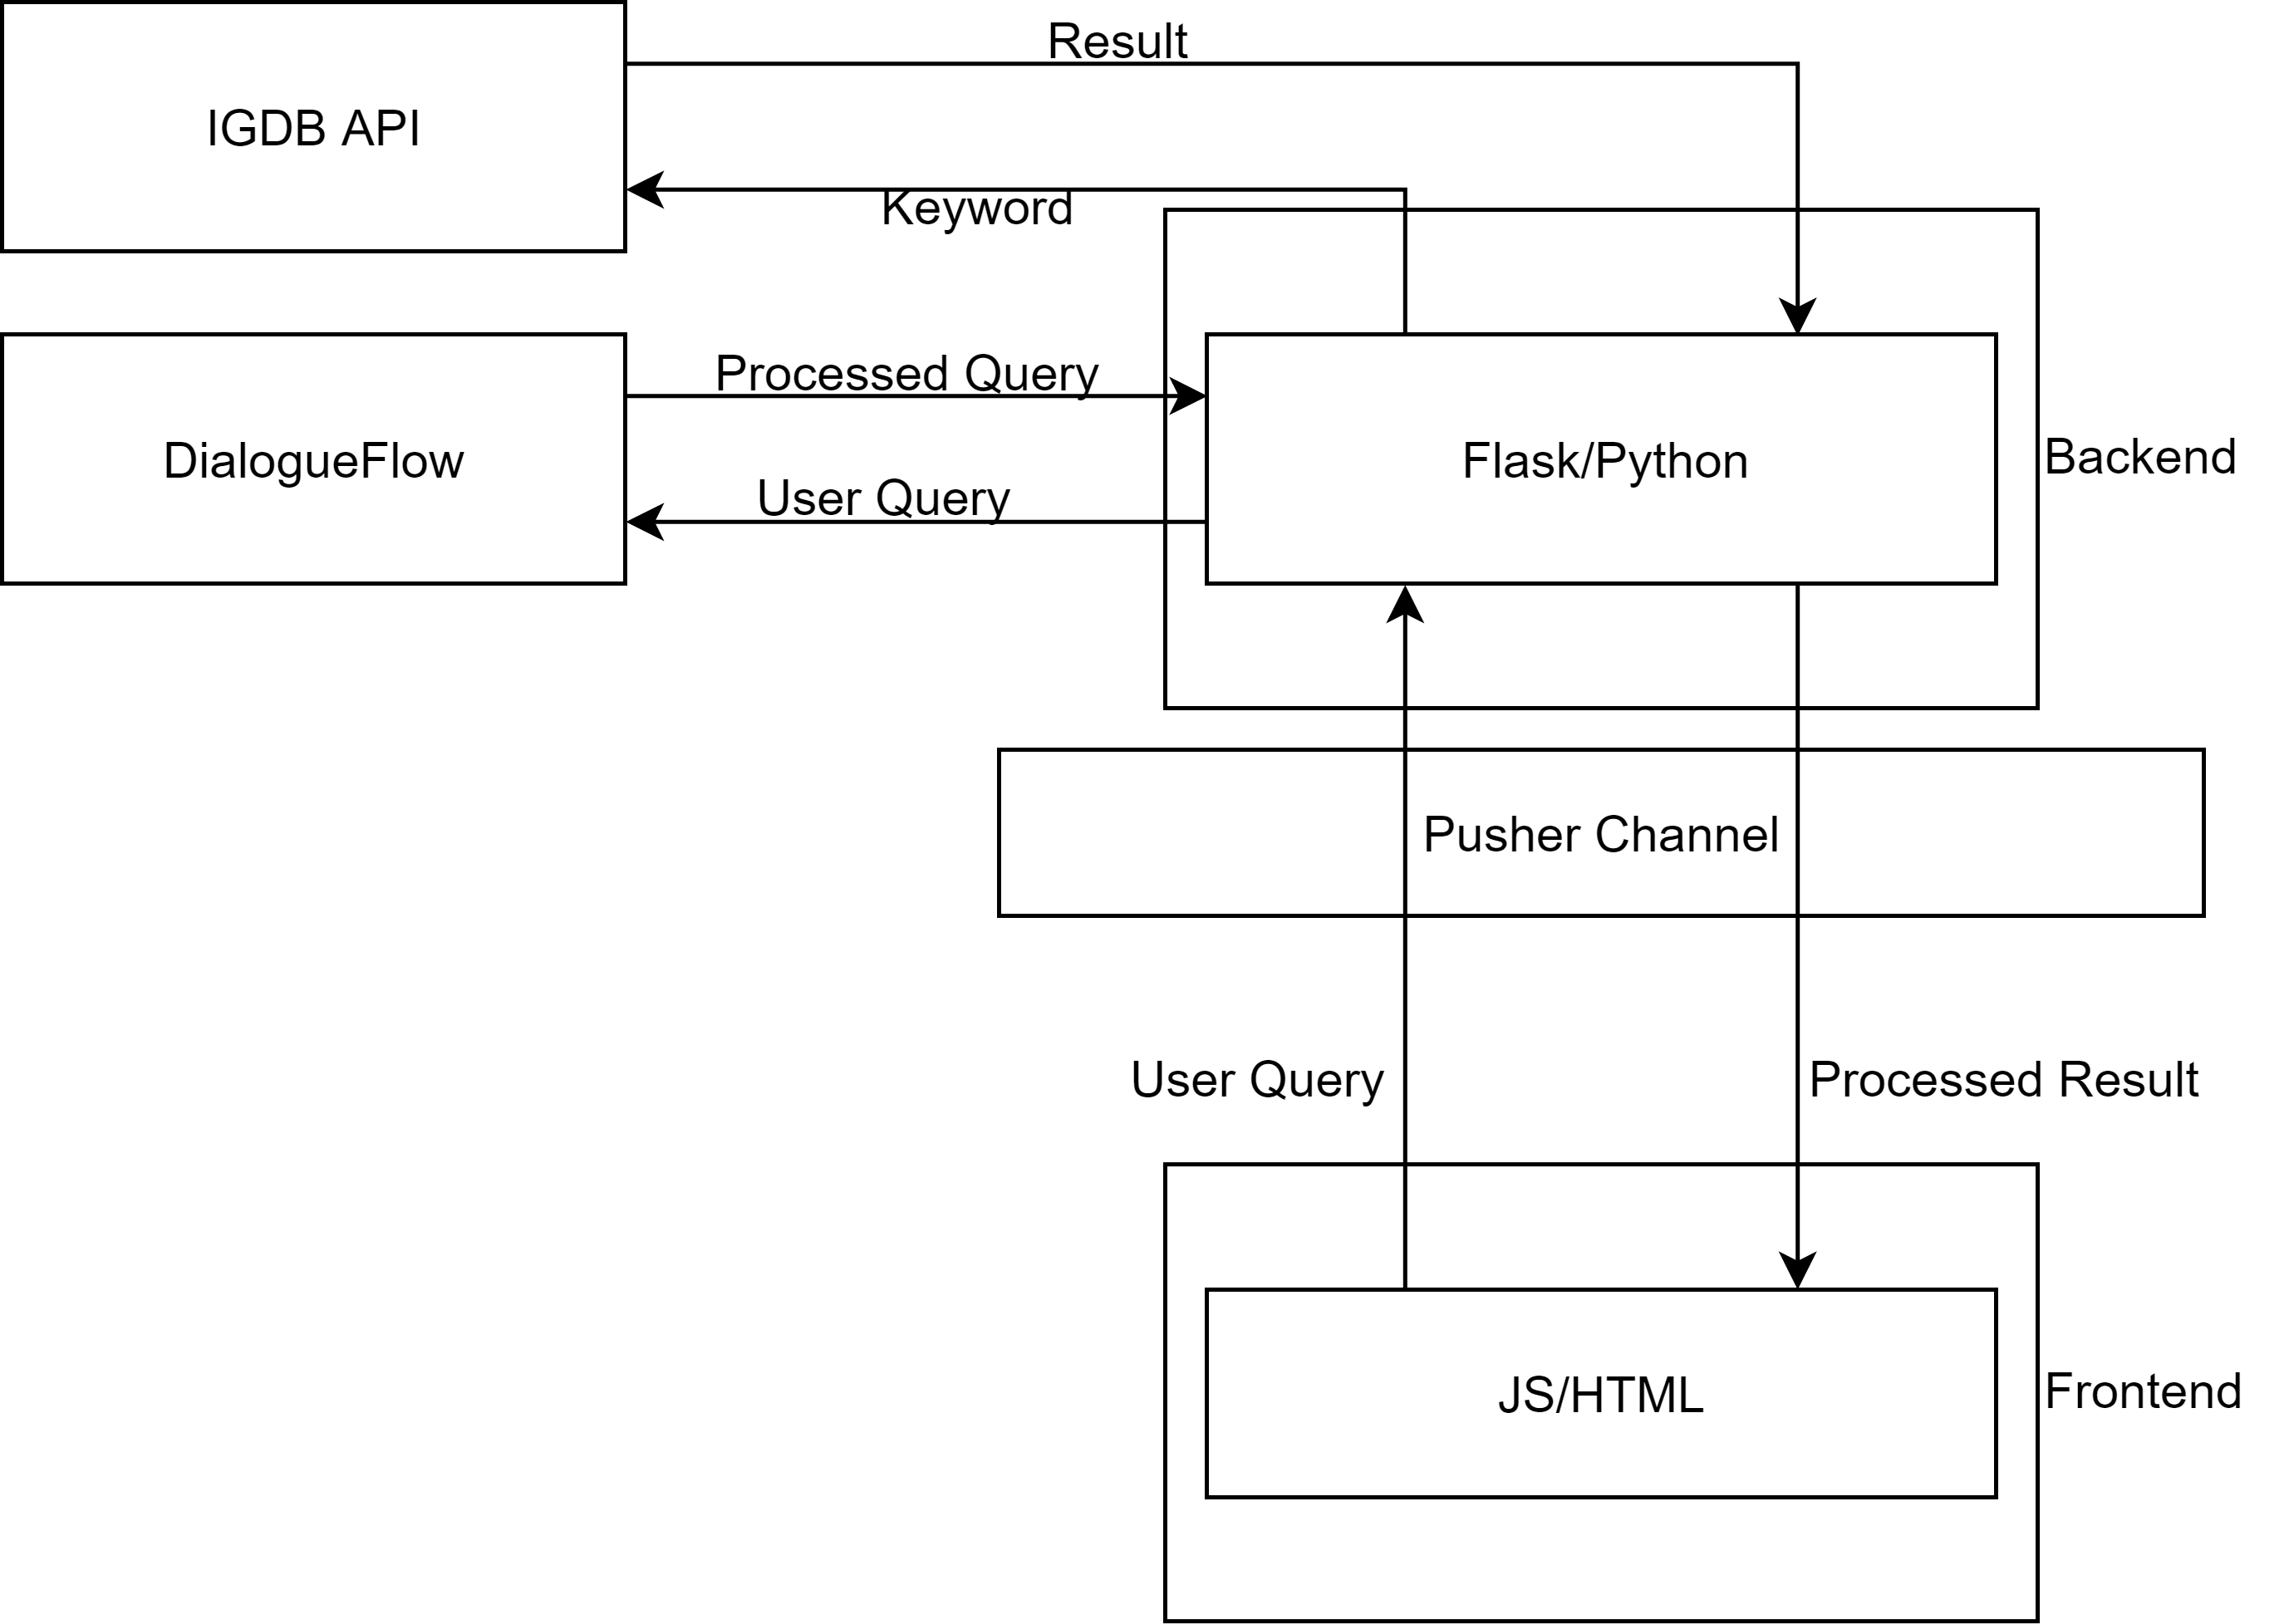 Result
IGDB API
Keyword
Processed Query
DialogueFlow
Flask/Python
Backend
User Query
Pusher Channel
User Query
Processed Result
JS/HTML
Frontend